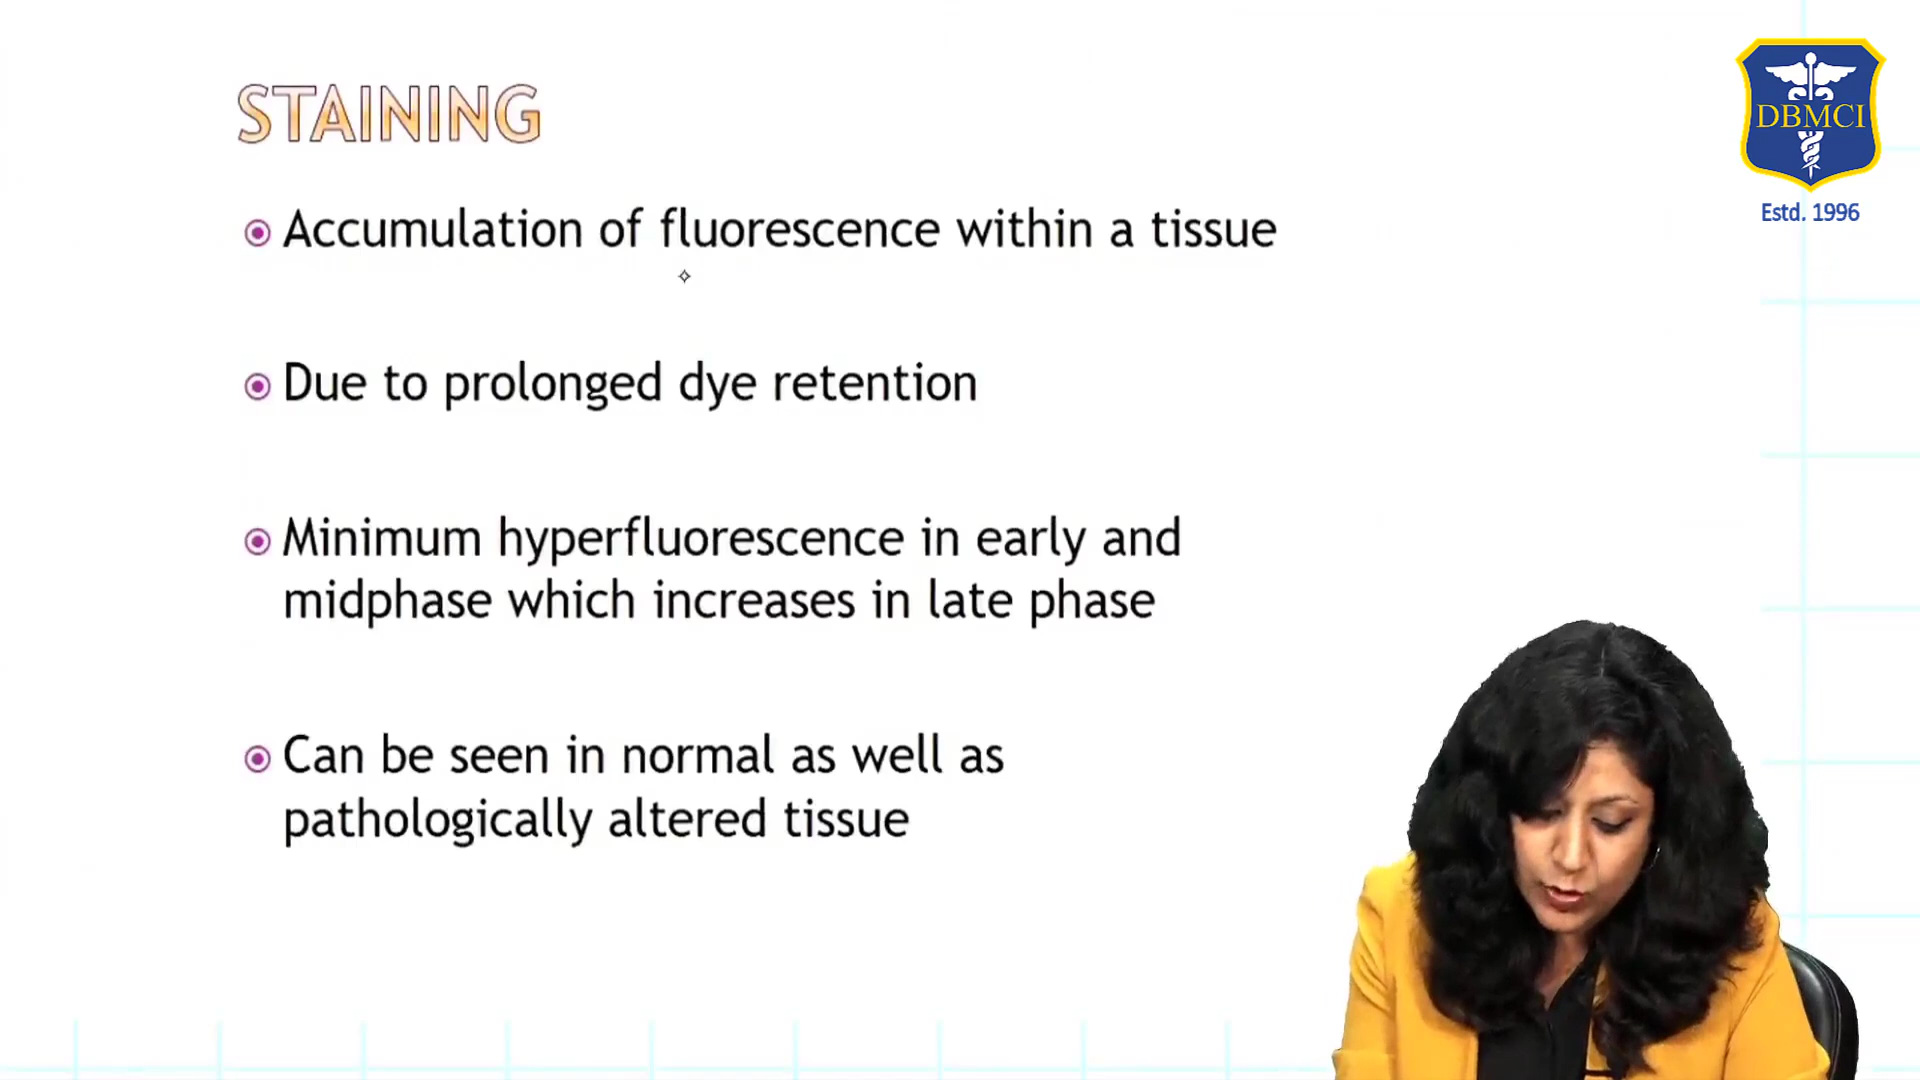 STAINING
Accumulation of fluorescence within a tissue
Due to prolonged dye retention
Minimum hyperfluorescence in early and
midphase which increases in late phase
Can be seen in normal as well as
pathologically altered tissue
DBMCI
Estd. 1996